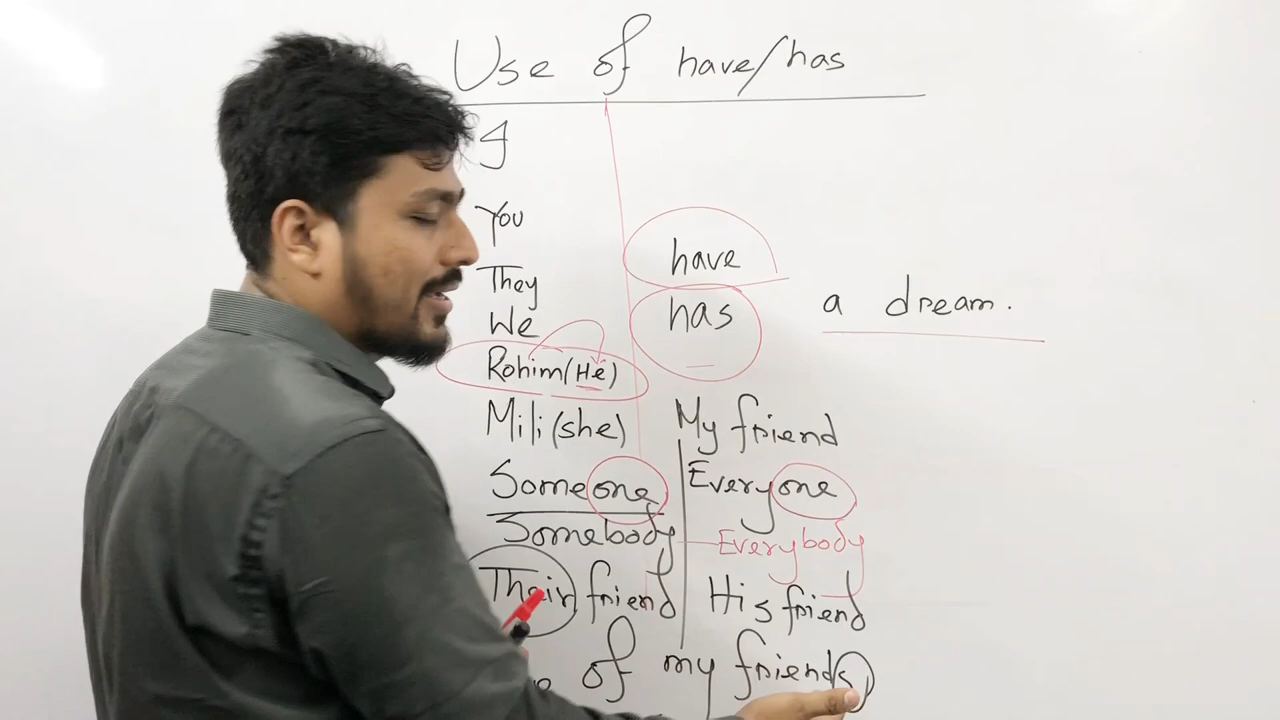 Use of have/has
I
You
have
They
has
a dream.
We
Rohim(He)
Mili(she)
My friend
Someone
Everyone
Somebody
Everybody
Their friend
His friend
of my friends